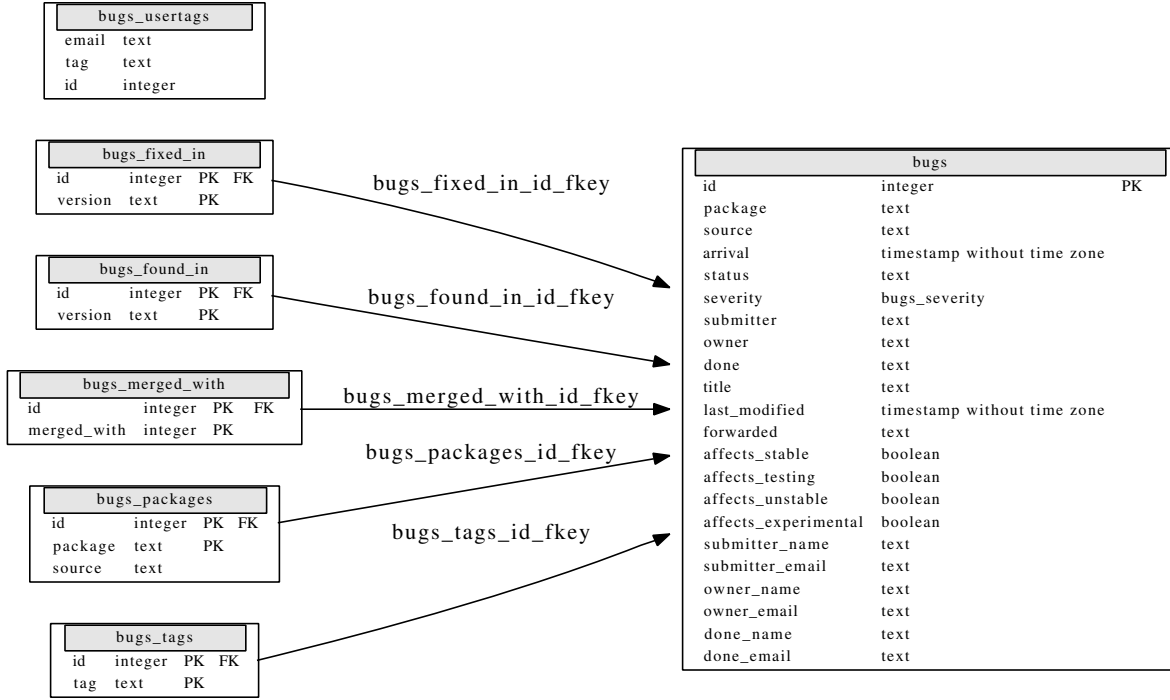 bugs_usertags
email text
tag text
id integer
bugs_fixed_in
id integer PK FK
version text PK
bugs_fixed_in_id_fkey
bugs_found_in
id integer PK FK
version text PK
bugs_found_in_id_fkey
bugs_merged_with
id integer PK FK
merged_with integer PK
bugs_merged_with_id_fkey
bugs_packages
id integer PK FK
package text PK
source text
bugs_packages_id_fkey
bugs_tags
id integer PK FK
tag text PK
bugs_tags_id_fkey
bugs
id integer PK
package text
source text
arrival timestamp without time zone
status text
severity bugs_severity
submitter text
owner text
done text
title text
last_modified timestamp without time zone
forwarded text
affects_stable boolean
affects_testing boolean
affects_unstable boolean
affects_experimental boolean
submitter_name text
submitter_email text
owner_name text
owner_email text
done_name text
done_email text